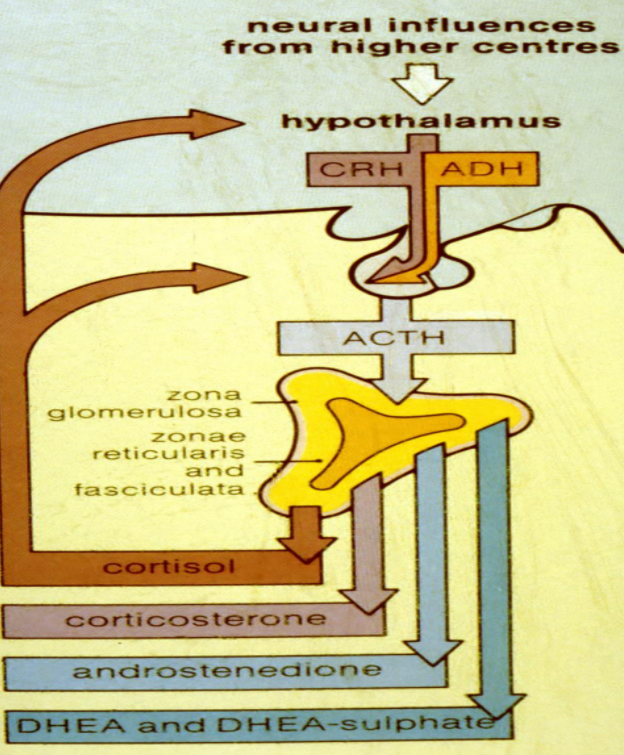 neural influences
from higher centres
hypothalamus
CRH ADH
ACTH
zona
glomerulosa
zonae
reticularis
and
fasciculata
cortisol
corticosterone
androstenedione
DHEA and DHEA-sulphate